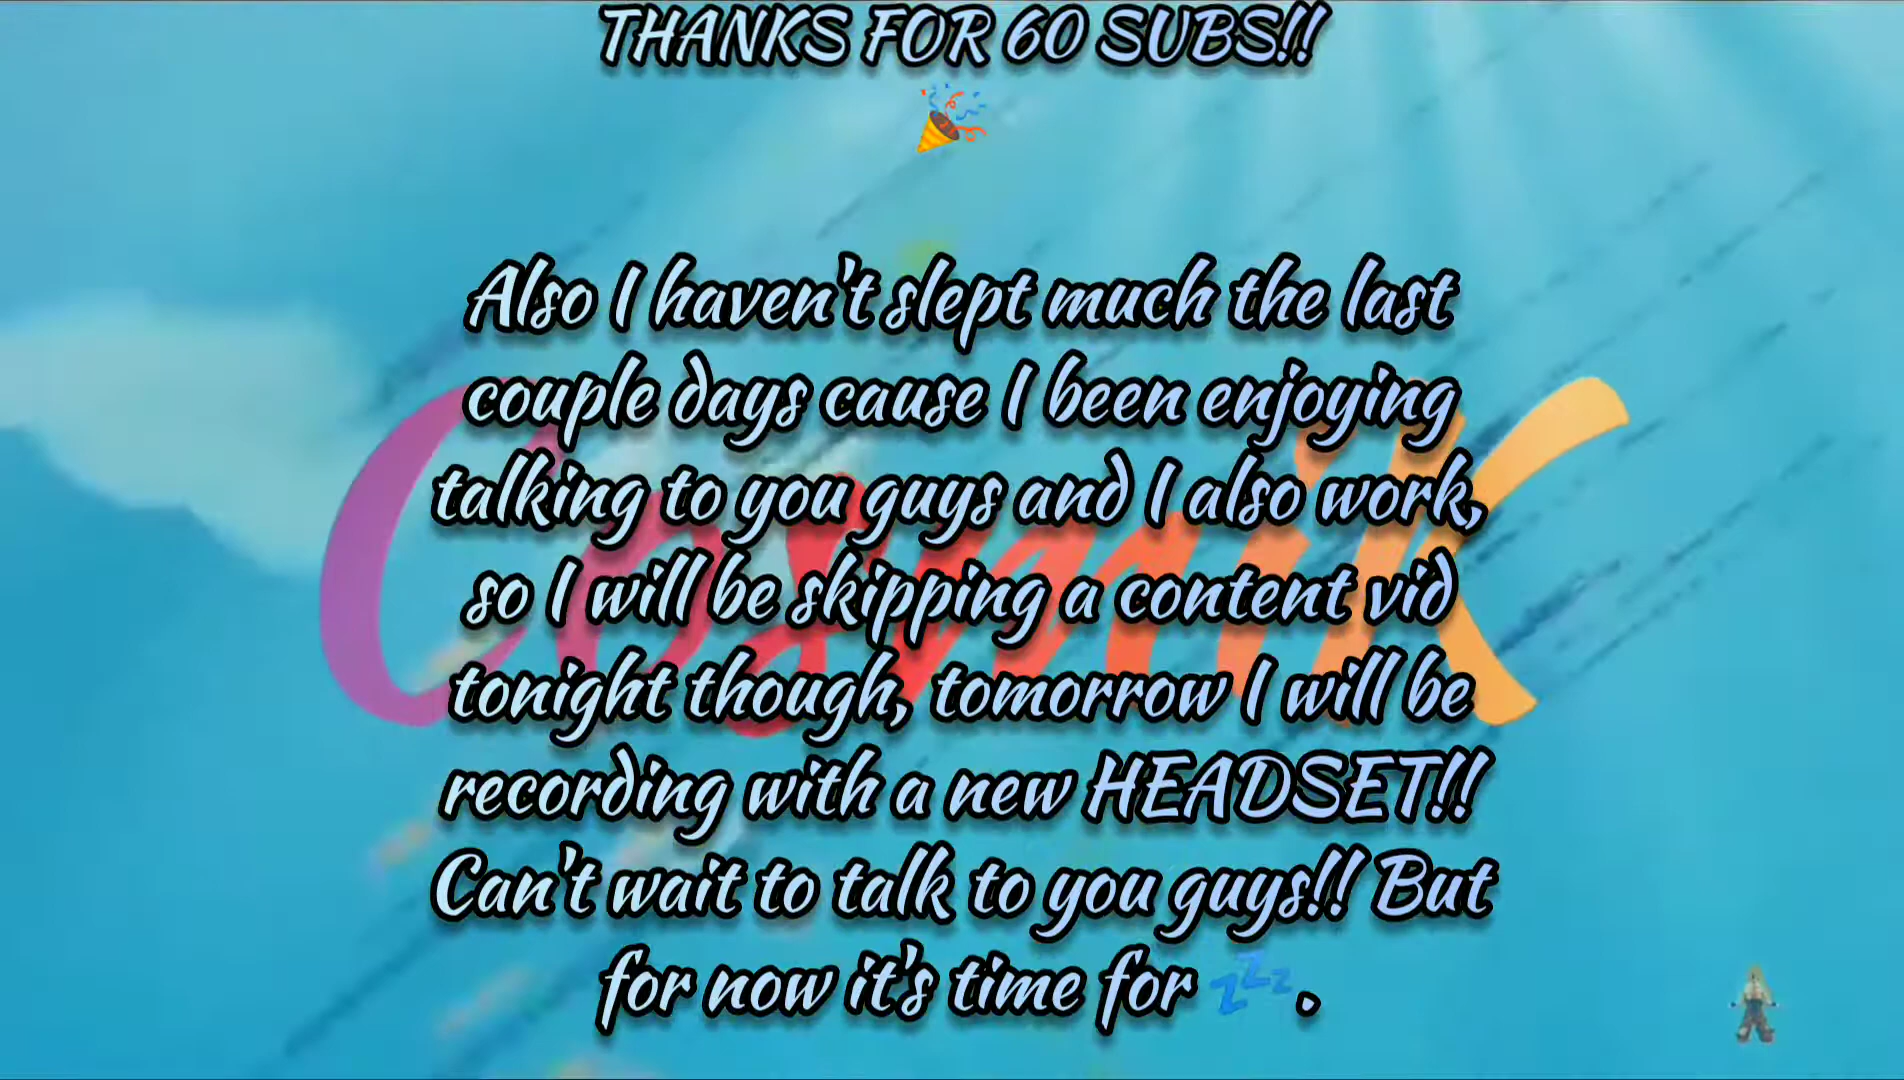 THANKS FOR 60 SUBS!!
🎉
Also I haven't slept much the last
couple days cause I been enjoying
talking to you guys and I also work,
so I will be skipping a content vid
tonight though, tomorrow I will be
recording with a new HEADSET!!
Can't wait to talk to you guys!! But
for now it's time for 💤.
CosmiK